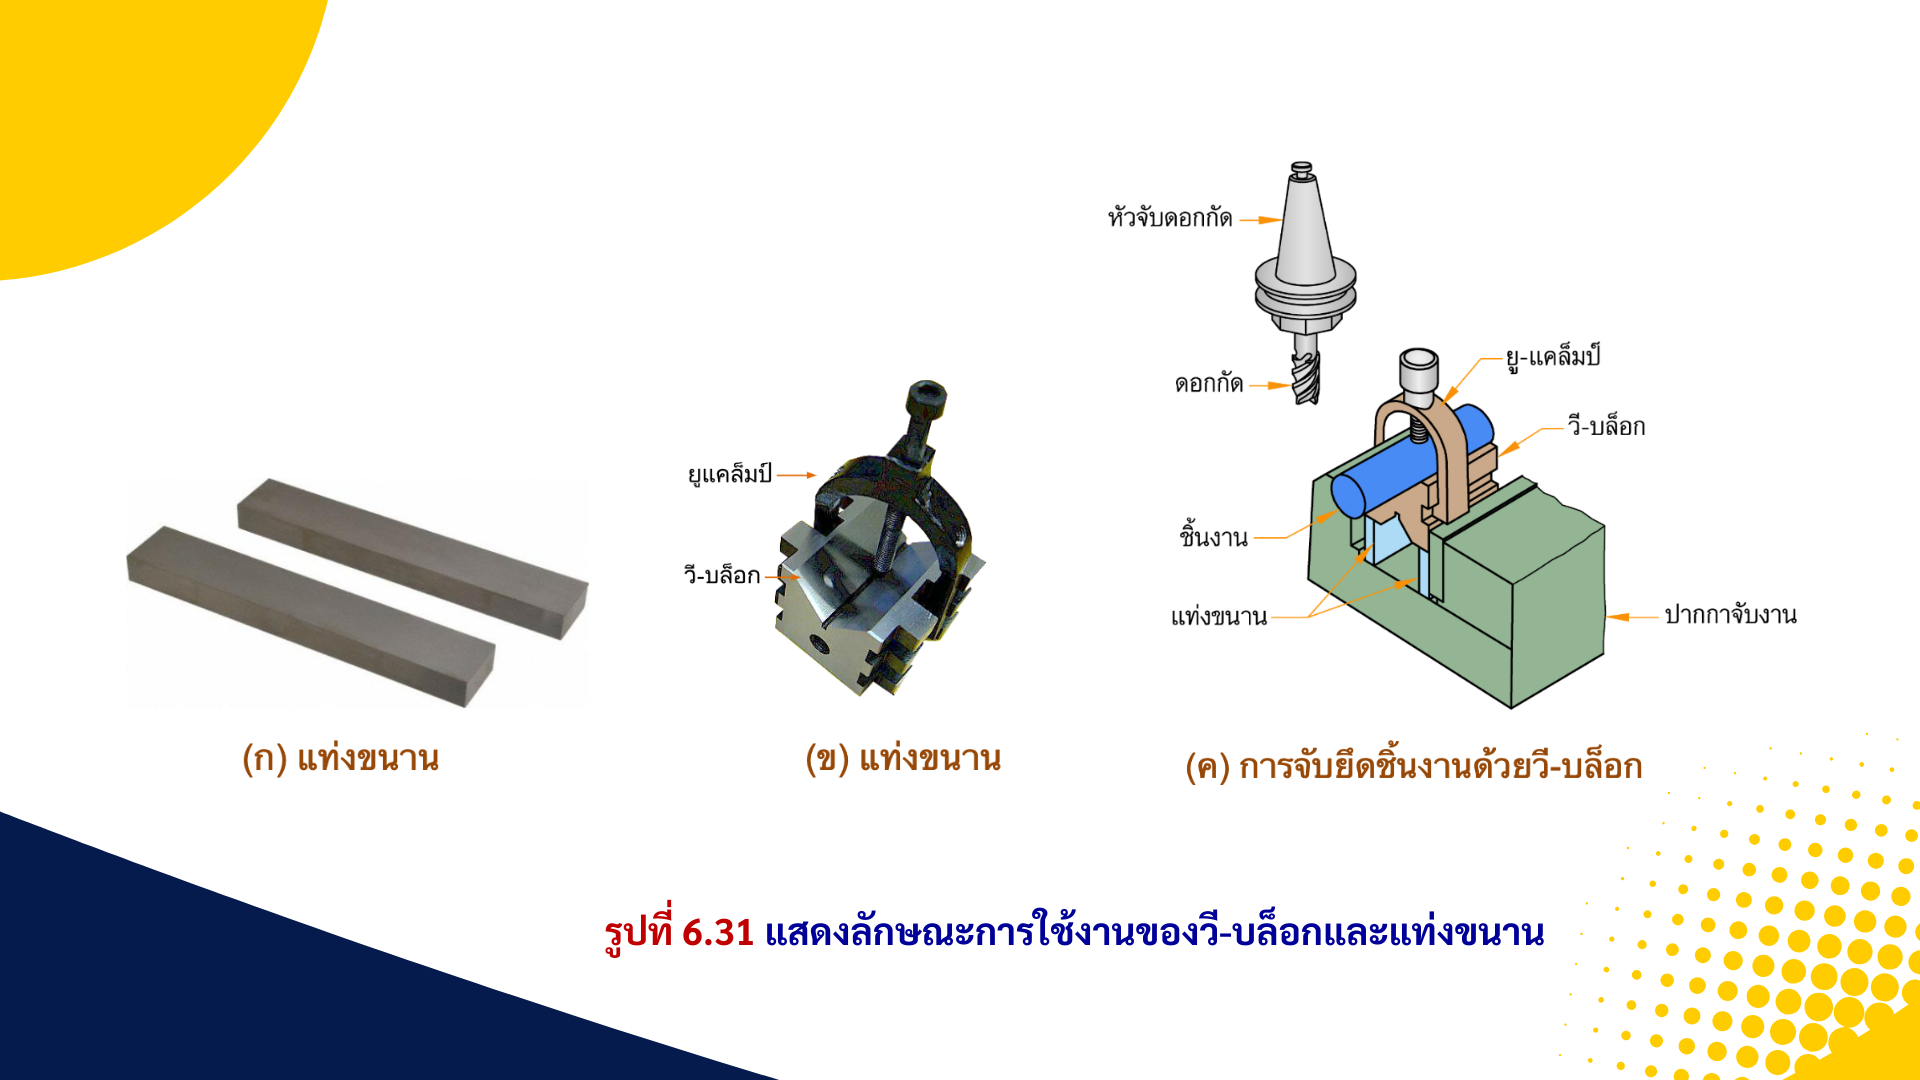 หัวจับดอกกัด
ดอกกัด
ยู-แคล็มป์
วี-บล็อก
ชิ้นงาน
แท่งขนาน
ปากกาจับงาน
ยูแคล็มป์
วี-บล็อก
(ก) แท่งขนาน
(ข) แท่งขนาน
(ค) การจับยึดชิ้นงานด้วยวี-บล็อก
รูปที่ 6.31 แสดงลักษณะการใช้งานของวี-บล็อกและแท่งขนาน